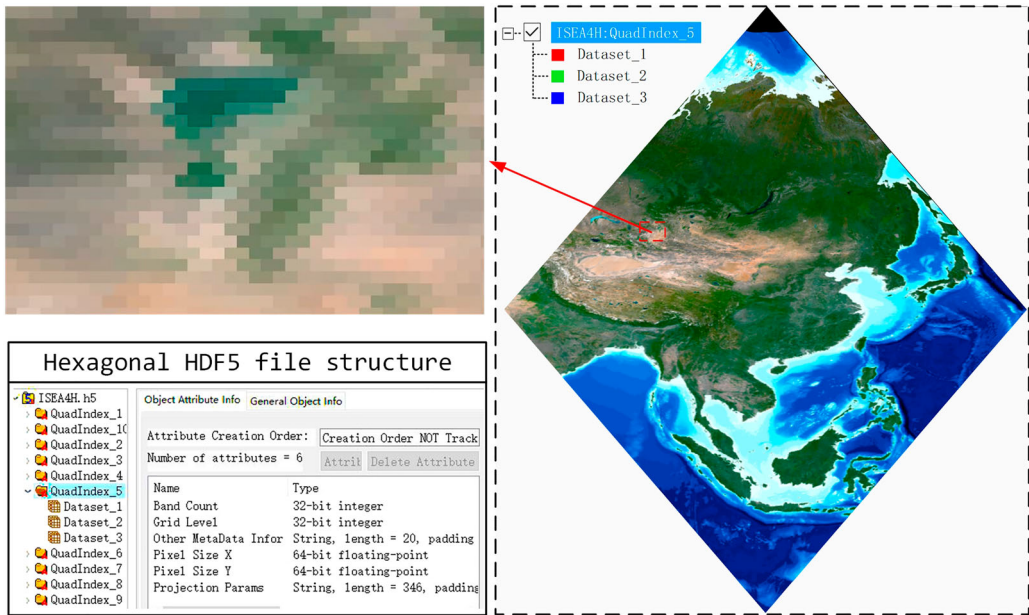 ISEA4H:QuadIndex_5
Dataset_1
Dataset_2
Dataset_3
Hexagonal HDF5 file structure
ISEA4H.h5
QuadIndex_1
QuadIndex_10
QuadIndex_2
QuadIndex_3
QuadIndex_4
QuadIndex_5
Dataset_1
Dataset_2
Dataset_3
QuadIndex_6
QuadIndex_7
QuadIndex_8
QuadIndex_9
Object Attribute Info General Object Info
Attribute Creation Order: Creation Order NOT Track
Number of attributes = 6 Attrib Delete Attribute
Name Type
Band Count 32-bit integer
Grid Level 32-bit integer
Other MetaData Infor String, length = 20, padding
Pixel Size X 64-bit floating-point
Pixel Size Y 64-bit floating-point
Projection Params String, length = 346, padding